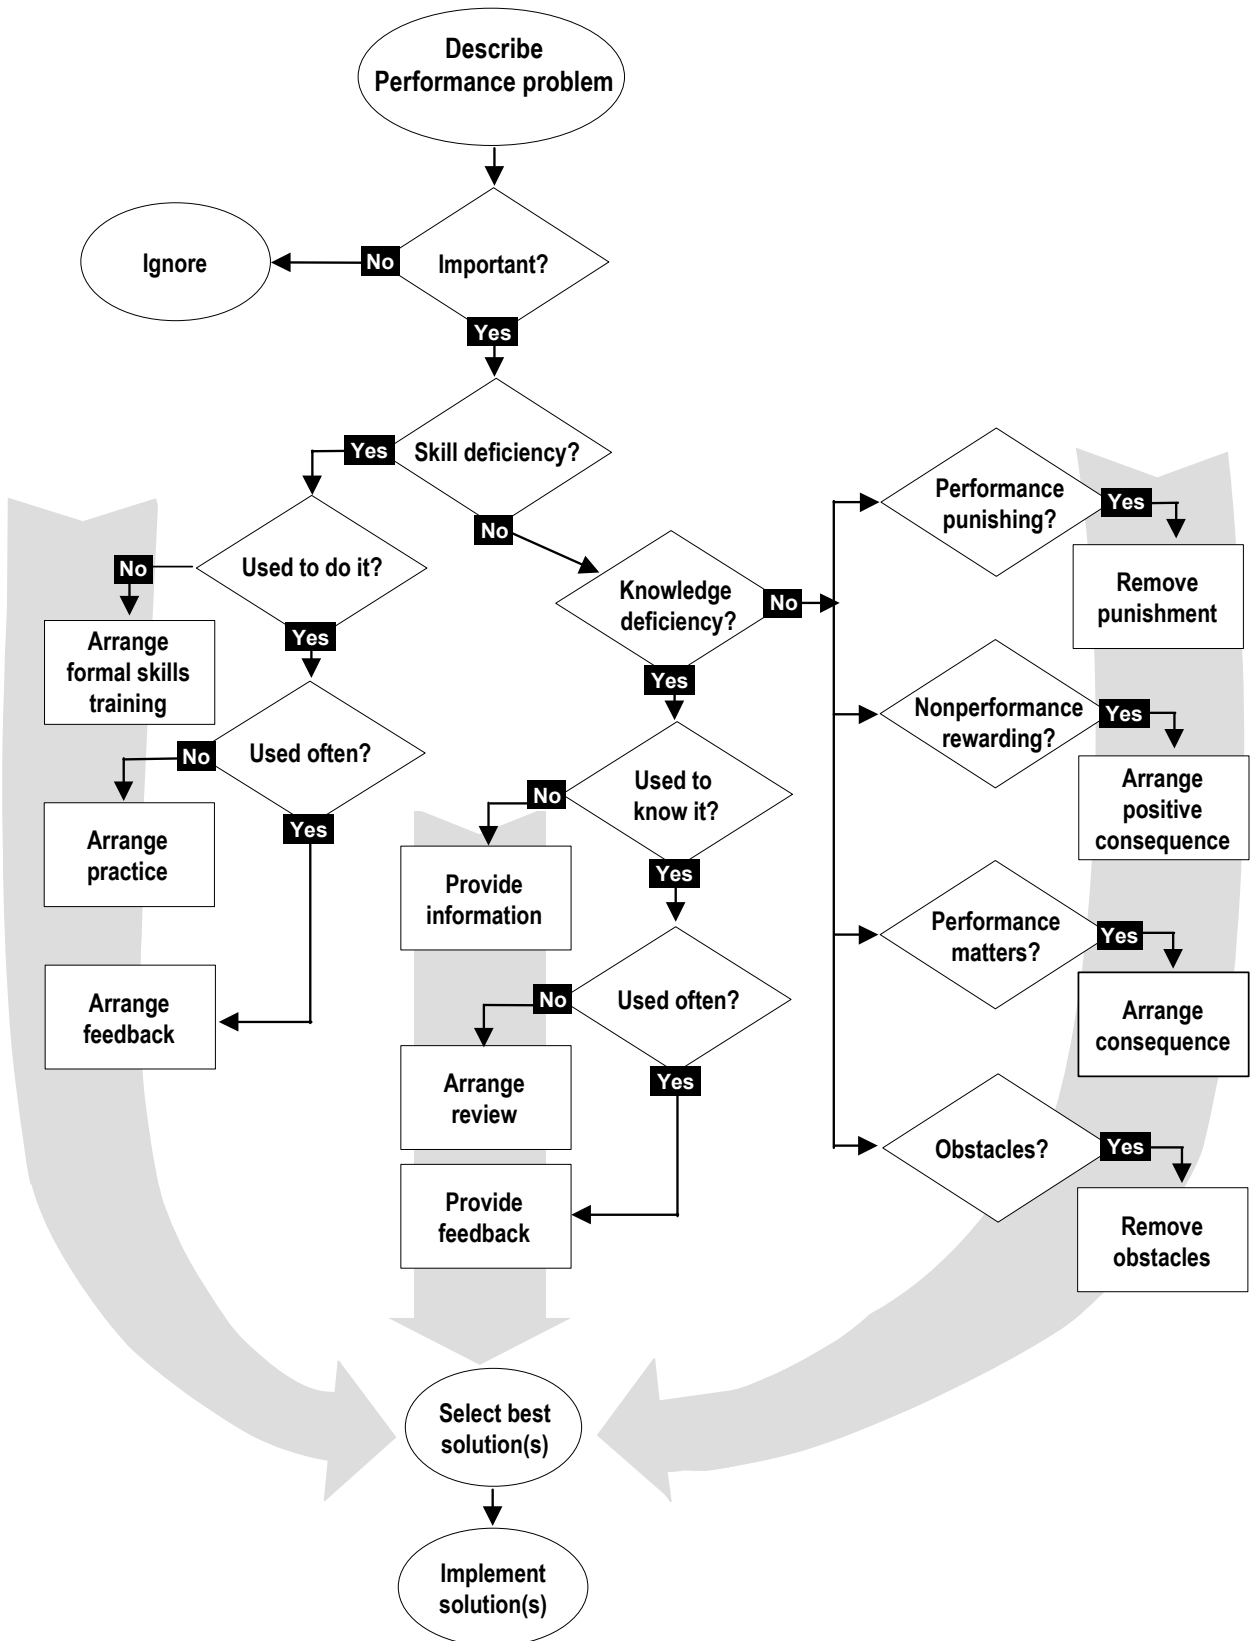 Describe
Performance problem
Ignore
No
Important?
Yes
Yes
Skill deficiency?
No
No
Used to do it?
Yes
Arrange
formal skills
training
No
Used often?
Yes
Arrange
practice
Arrange
feedback
Knowledge
deficiency?
No
Yes
No
Used to
know it?
Yes
Provide
information
No
Used often?
Yes
Arrange
review
Provide
feedback
Performance
punishing?
Yes
Remove
punishment
Nonperformance
rewarding?
Yes
Arrange
positive
consequence
Performance
matters?
Yes
Arrange
consequence
Obstacles?
Yes
Remove
obstacles
Select best
solution(s)
Implement
solution(s)